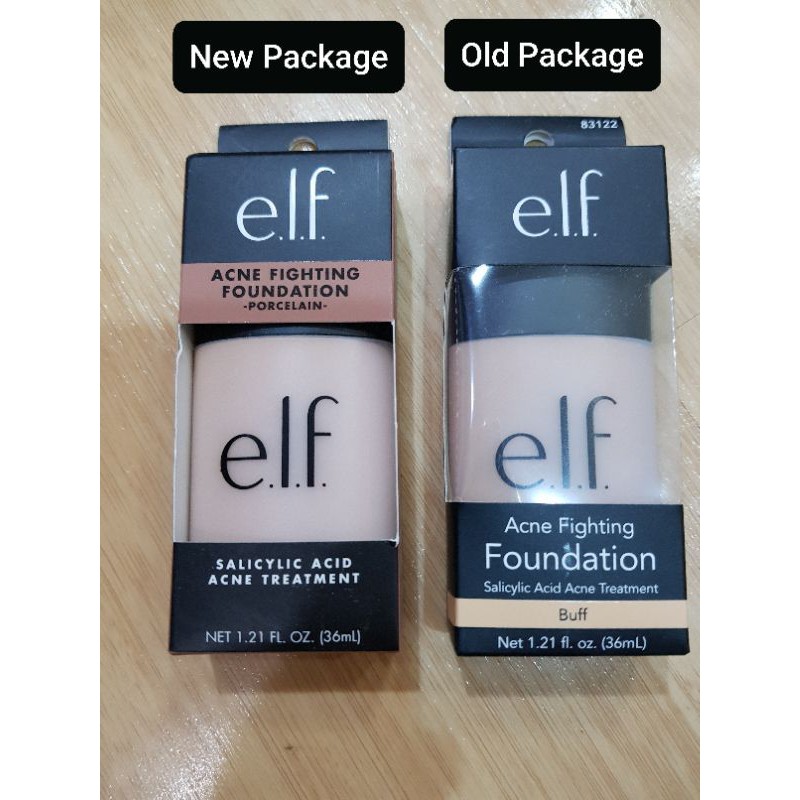 New Package
Old Package
e.l.f.
ACNE FIGHTING
FOUNDATION
-PORCELAIN-
e.l.f.
SALICYLIC ACID
ACNE TREATMENT
NET 1.21 FL. OZ. (36mL)
83122
e.l.f.
e.l.f.
Acne Fighting
Foundation
Salicylic Acid Acne Treatment
Buff
Net 1.21 fl. oz. (36mL)